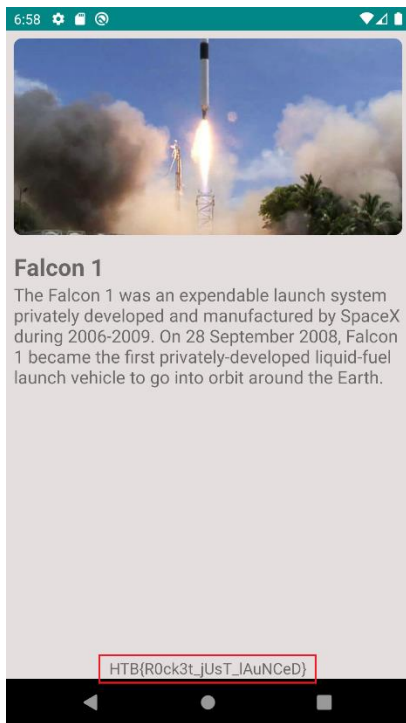 6:58
Falcon 1
The Falcon 1 was an expendable launch system
privately developed and manufactured by SpaceX
during 2006-2009. On 28 September 2008, Falcon
1 became the first privately-developed liquid-fuel
launch vehicle to go into orbit around the Earth.
HTB{R0ck3t_jUsT_lAuNCeD}